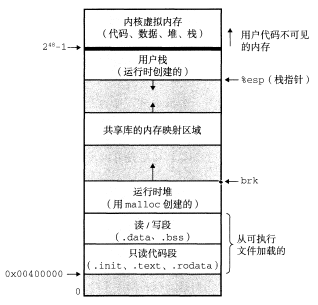 内核虚拟内存
(代码、数据、堆、栈)
用户代码不可见
的内存
2⁴⁸-1
用户栈
(运行时创建的)
%esp (栈指针)
共享库的内存映射区域
brk
运行时堆
(用 malloc 创建的)
读/写段
(.data、.bss)
从可执行
文件加载的
只读代码段
(.init、.text、.rodata)
0x00400000
0